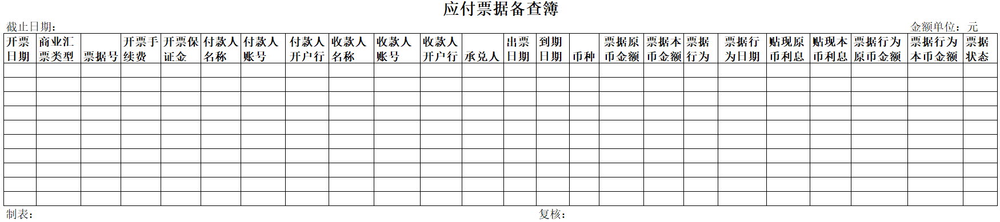 应付票据备查簿
截止日期：
金额单位：元
开票日期
商业汇票类型
票据号
开票手续费
开票保证金
付款人名称
付款人账号
付款人开户行
收款人名称
收款人账号
收款人开户行
承兑人
出票日期
到期日期
币种
票据原币金额
票据本币金额
票据行为
票据行为日期
贴现原币利息
贴现本币利息
票据行为原币金额
票据行为本币金额
票据状态
制表：
复核：